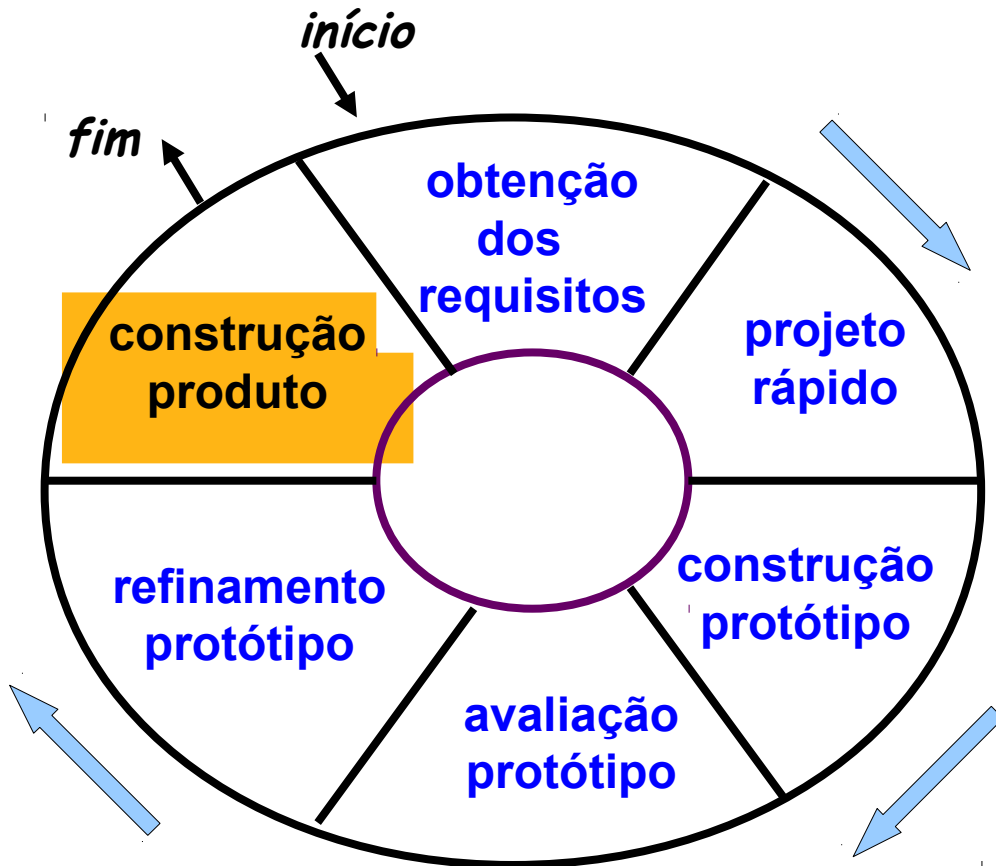 início
fim
obtenção
dos
requisitos
projeto
rápido
construção
protótipo
avaliação
protótipo
refinamento
protótipo
construção
produto